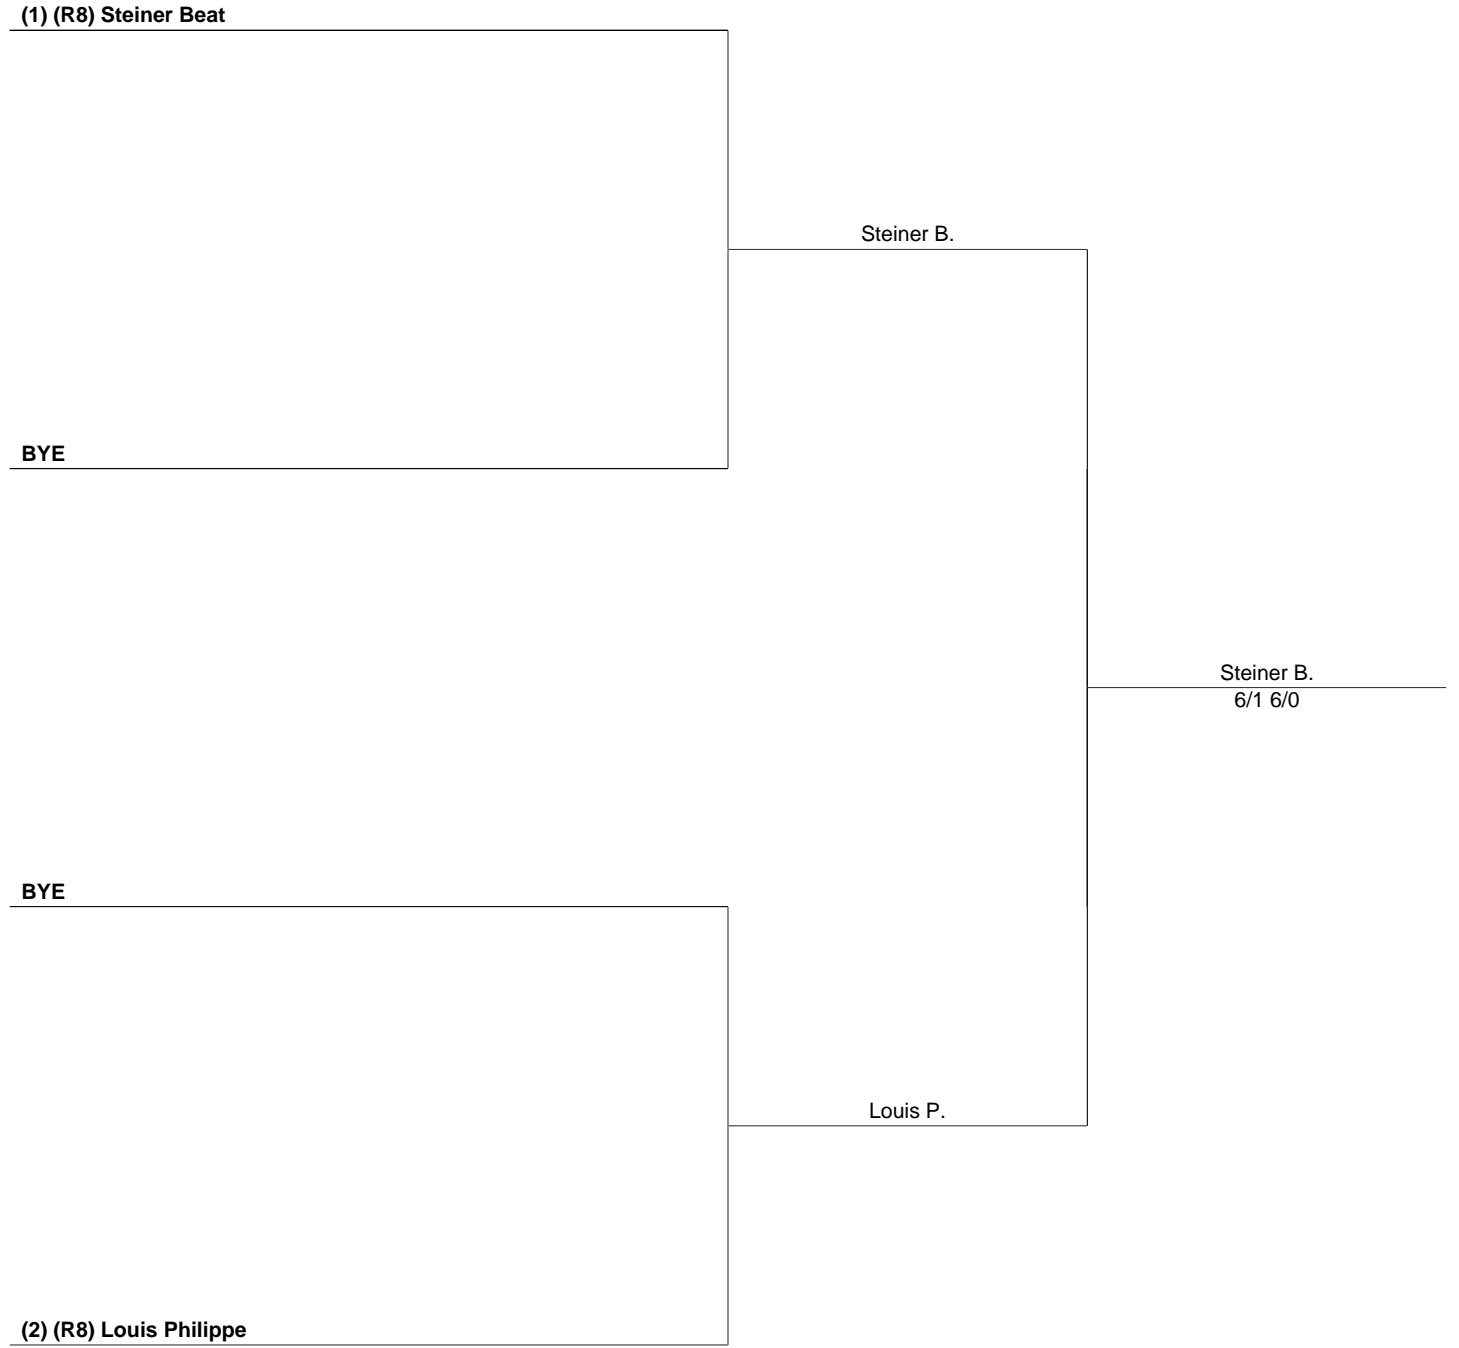 (1) (R8) Steiner Beat
Steiner B.
BYE
Steiner B.
6/1 6/0
BYE
Louis P.
(2) (R8) Louis Philippe